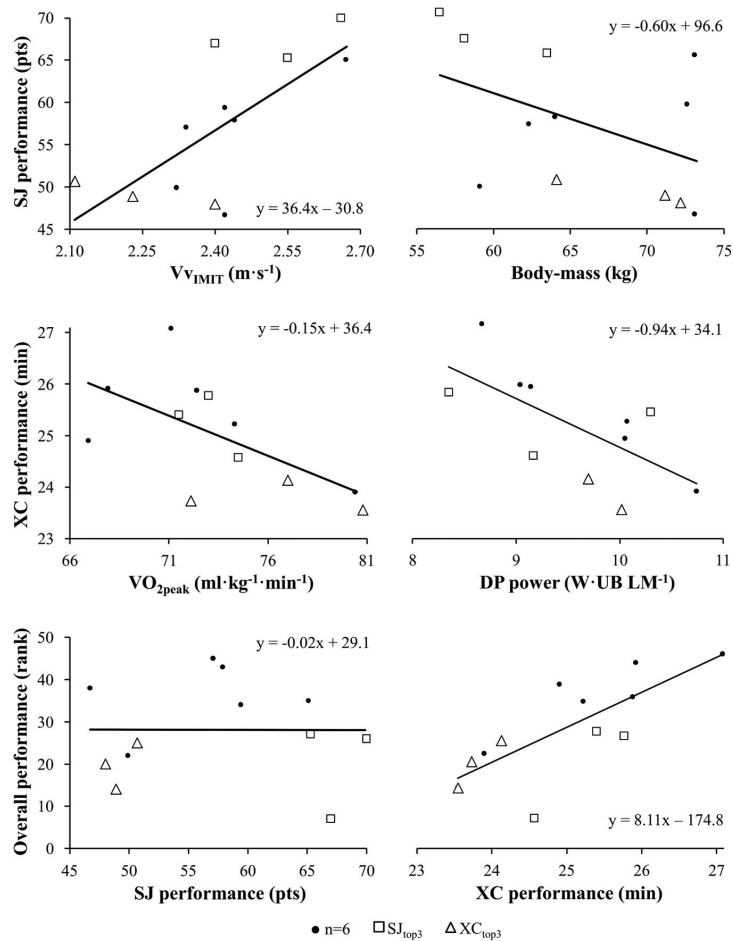 70
65
60
55
50
45
SJ performance (pts)
y = 36.4x – 30.8
2.10 2.25 2.40 2.55 2.70
VvIMIT (m·s-1)
y = -0.60x + 96.6
55 60 65 70 75
Body-mass (kg)
27
26
25
24
23
XC performance (min)
y = -0.15x + 36.4
66 71 76 81
VO2peak (ml·kg-1·min-1)
y = -0.94x + 34.1
8 9 10 11
DP power (W·UB LM-1)
50
40
30
20
10
0
Overall performance (rank)
y = -0.02x + 29.1
45 50 55 60 65 70
SJ performance (pts)
y = 8.11x – 174.8
23 24 25 26 27
XC performance (min)
n=6 SJtop3 XCtop3